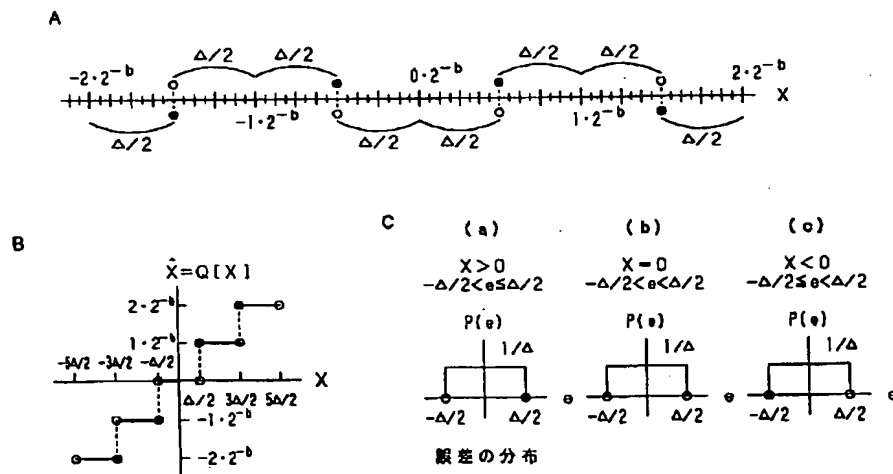 A
Δ/2 Δ/2 Δ/2 Δ/2
-2·2⁻ᵇ 0·2⁻ᵇ 2·2⁻ᵇ
X
-1·2⁻ᵇ 1·2⁻ᵇ
Δ/2 Δ/2 Δ/2 Δ/2
B
X̂=Q[X]
2·2⁻ᵇ
1·2⁻ᵇ
-5Δ/2 -3Δ/2 -Δ/2
X
Δ/2 3Δ/2 5Δ/2
-1·2⁻ᵇ
-2·2⁻ᵇ
C
(a) (b) (c)
X>0 X=0 X<0
-Δ/2<e≤Δ/2 -Δ/2<e<Δ/2 -Δ/2≤e<Δ/2
P(e) P(e) P(e)
1/Δ 1/Δ 1/Δ
e e e
-Δ/2 Δ/2 -Δ/2 Δ/2 -Δ/2 Δ/2
誤差の分布